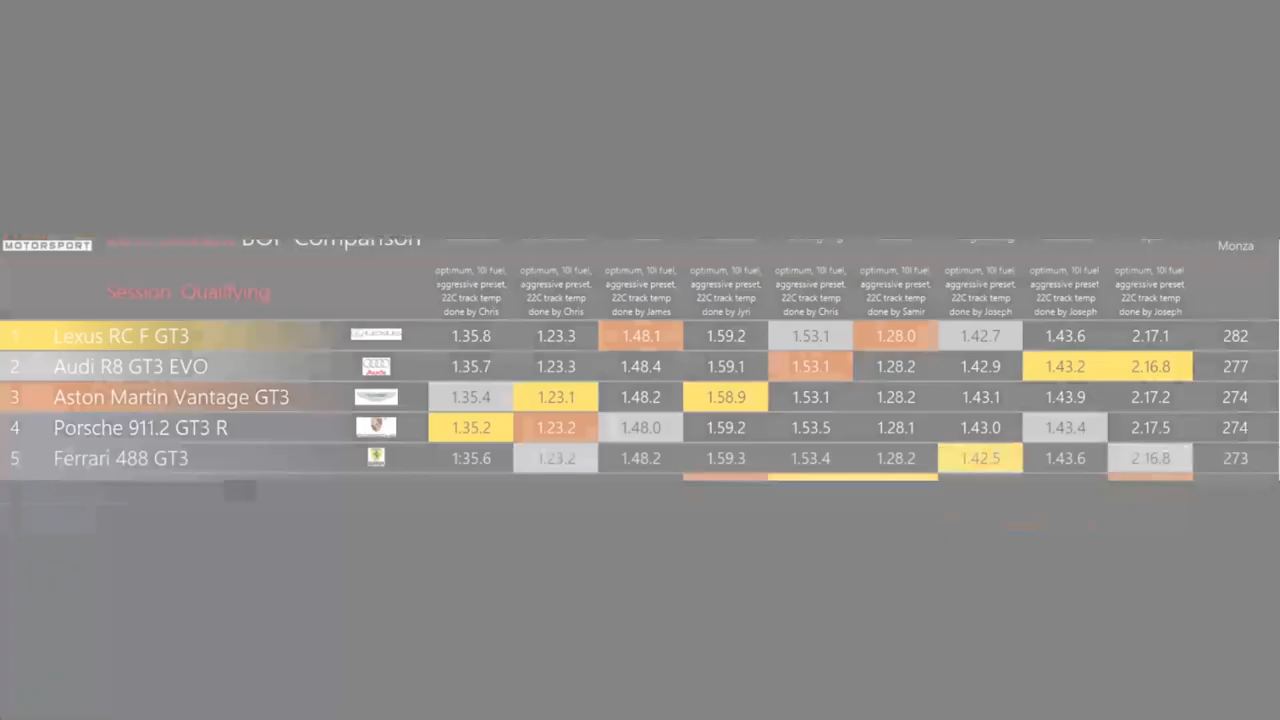 MOTORSPORT BOP Comparison Monza
Session Qualifying
optimum, 10l fuel, optimum, 10l fuel, optimum, 10l fuel, optimum, 10l fuel, optimum, 10l fuel, optimum, 10l fuel, optimum, 10l fuel, optimum, 10l fuel optimum, 10l fuel
aggressive preset, aggressive preset, aggressive preset, aggressive preset, aggressive preset, aggressive preset, aggressive preset, aggressive preset, aggressive preset,
22C track temp 22C track temp 22C track temp 22C track temp 22C track temp 22C track temp 22C track temp 22C track temp 22C track temp
done by Chris done by Chris done by James done by Jyri done by Chris done by Samir done by Joseph done by Joseph done by Joseph
1 Lexus RC F GT3 LEXUS 1.35.8 1.23.3 1.48.1 1.59.2 1.53.1 1.28.0 1.42.7 1.43.6 2.17.1 282
2 Audi R8 GT3 EVO Audi 1.35.7 1.23.3 1.48.4 1.59.1 1.53.1 1.28.2 1.42.9 1.43.2 2.16.8 277
3 Aston Martin Vantage GT3 1.35.4 1.23.1 1.48.2 1.58.9 1.53.1 1.28.2 1.43.1 1.43.9 2.17.2 274
4 Porsche 911.2 GT3 R 1.35.2 1.23.2 1.48.0 1.59.2 1.53.5 1.28.1 1.43.0 1.43.4 2.17.5 274
5 Ferrari 488 GT3 1:35.6 1.23.2 1.48.2 1.59.3 1.53.4 1.28.2 1.42.5 1.43.6 2.16.8 273